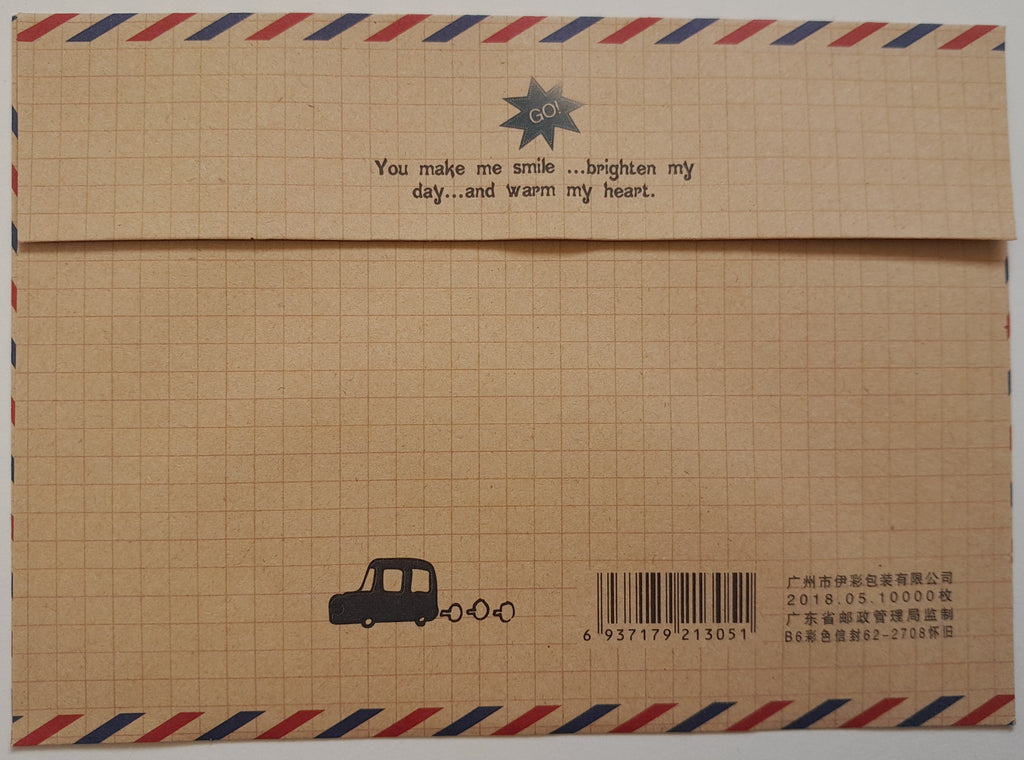 GO!
You make me smile ...brighten my
day...and warm my heart.
广州市伊彩包装有限公司
2018.05.10000枚
广东省邮政管理局监制
B6彩色信封62-2708怀旧
6 937179 213051